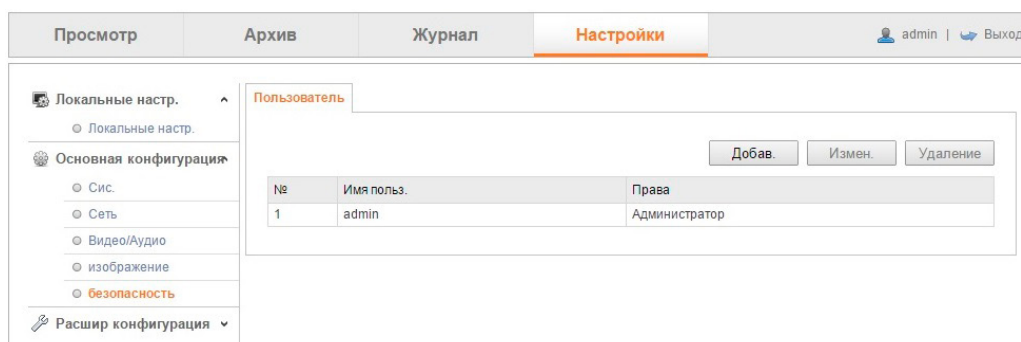 Просмотр Архив Журнал Настройки admin | Выход
Локальные настр.
Локальные настр.
Основная конфигурация
Сис.
Сеть
Видео/Аудио
изображение
безопасность
Расшир конфигурация
Пользователь
Добав. Измен. Удаление
№ Имя польз. Права
1 admin Администратор